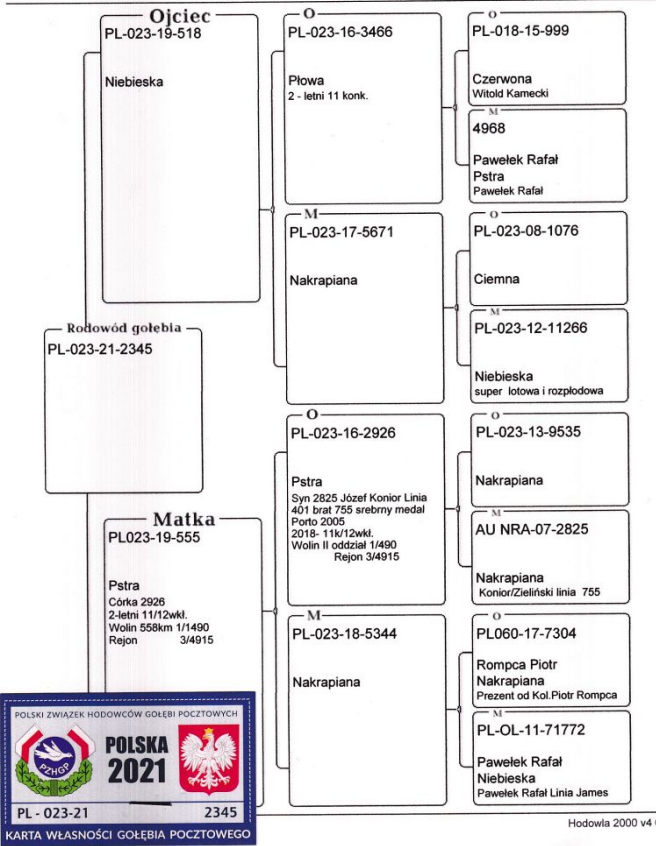 Ojciec
PL-023-19-518
Niebieska
O
PL-023-16-3466
Płowa
2 - letni 11 konk.
O
PL-018-15-999
Czerwona
Witold Kamecki
M
4968
Pawełek Rafał
Pstra
Pawełek Rafał
M
PL-023-17-5671
Nakrapiana
O
PL-023-08-1076
Ciemna
M
PL-023-12-11266
Niebieska
super lotowa i rozpłodowa
Rodowód gołębia
PL-023-21-2345
Matka
PL023-19-555
Pstra
Córka 2926
2-letni 11/12wkł.
Wolin 558km 1/1490
Rejon 3/4915
O
PL-023-16-2926
Pstra
Syn 2825 Józef Konior Linia
401 brat 755 srebrny medal
Porto 2005
2018- 11k/12wkł.
Wolin II oddział 1/490
Rejon 3/4915
O
PL-023-13-9535
Nakrapiana
M
AU NRA-07-2825
Nakrapiana
Konior/Zieliński linia 755
M
PL-023-18-5344
Nakrapiana
O
PL060-17-7304
Rompca Piotr
Nakrapiana
Prezent od Kol.Piotr Rompca
M
PL-OL-11-71772
Pawełek Rafał
Niebieska
Pawełek Rafał Linia James
POLSKI ZWIĄZEK HODOWCÓW GOŁĘBI POCZTOWYCH
PZHGP
POLSKA
2021
PL - 023-21 2345
KARTA WŁASNOŚCI GOŁĘBIA POCZTOWEGO
Hodowla 2000 v4